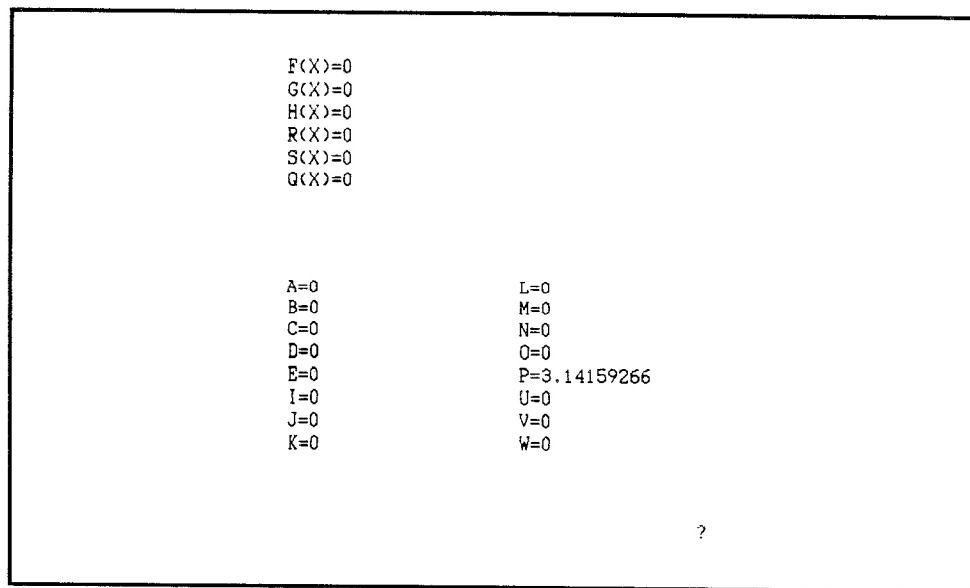 F(X)=0
G(X)=0
H(X)=0
R(X)=0
S(X)=0
Q(X)=0
A=0
B=0
C=0
D=0
E=0
I=0
J=0
K=0
L=0
M=0
N=0
O=0
P=3.14159266
U=0
V=0
W=0
?